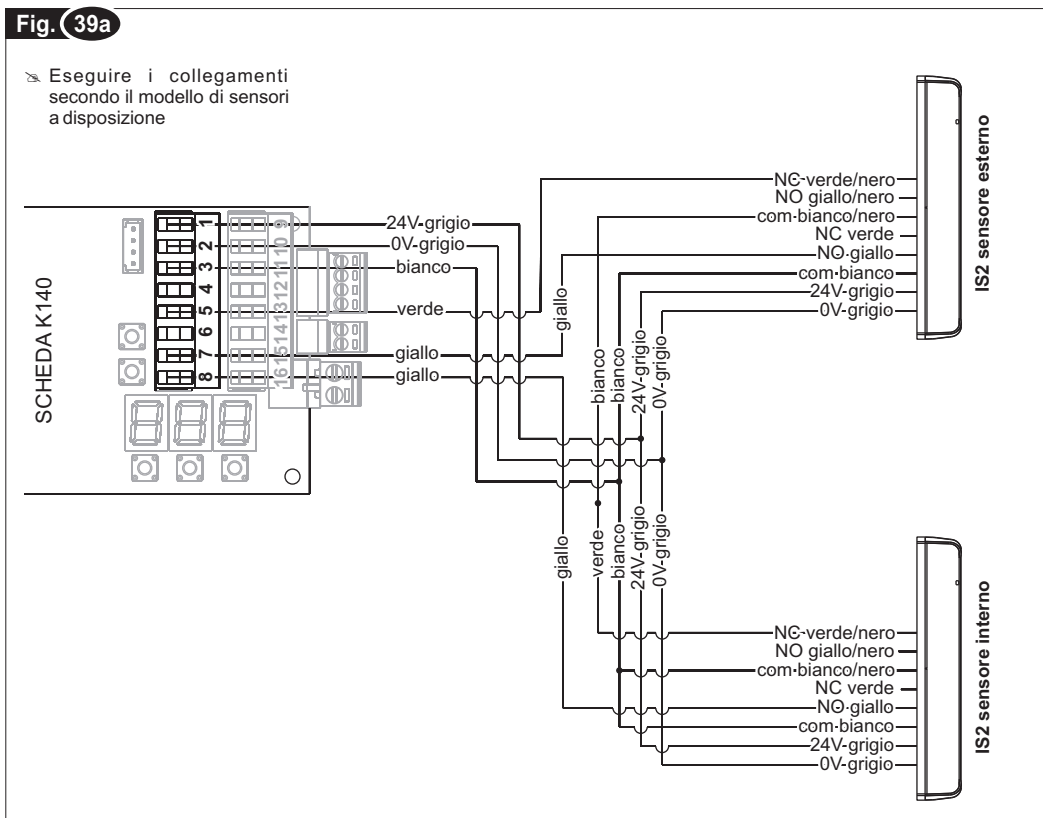 Fig. 39a
Eseguire i collegamenti
secondo il modello di sensori
a disposizione
SCHEDA K140
1
2
3
4
5
6
7
8
9
10
11
12
13
14
15
16
24V-grigio
0V-grigio
bianco
verde
giallo
giallo
giallo
bianco
bianco
24V-grigio
0V-grigio
NC-verde/nero
NO giallo/nero
com-bianco/nero
NC verde
NO-giallo
com-bianco
24V-grigio
0V-grigio
IS2 sensore esterno
giallo
verde
bianco
24V-grigio
0V-grigio
NC-verde/nero
NO giallo/nero
com-bianco/nero
NC verde
NO-giallo
com-bianco
24V-grigio
0V-grigio
IS2 sensore interno